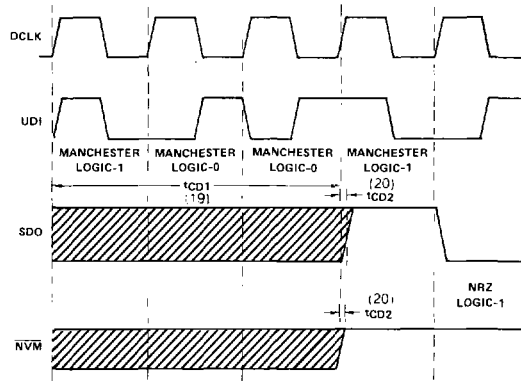 DCLK
UDI
MANCHESTER LOGIC-1
MANCHESTER LOGIC-0
MANCHESTER LOGIC-0
MANCHESTER LOGIC-1
tCD1
(19)
(20)
tCD2
SDO
(20)
tCD2
NRZ
LOGIC-1
NVM